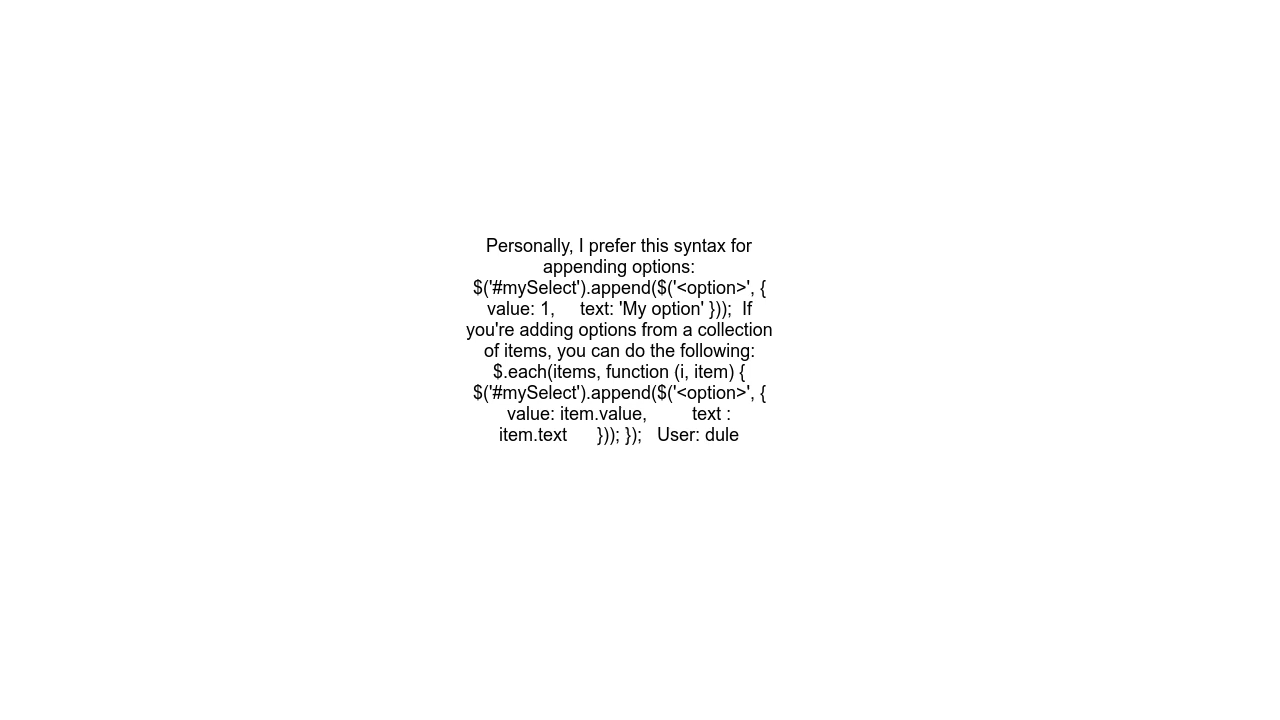 Personally, I prefer this syntax for
appending options:
$('#mySelect').append($('<option>', {
value: 1,     text: 'My option' }));  If
you're adding options from a collection
of items, you can do the following:
$.each(items, function (i, item) {
$('#mySelect').append($('<option>', {
value: item.value,         text :
item.text      })); });   User: dule